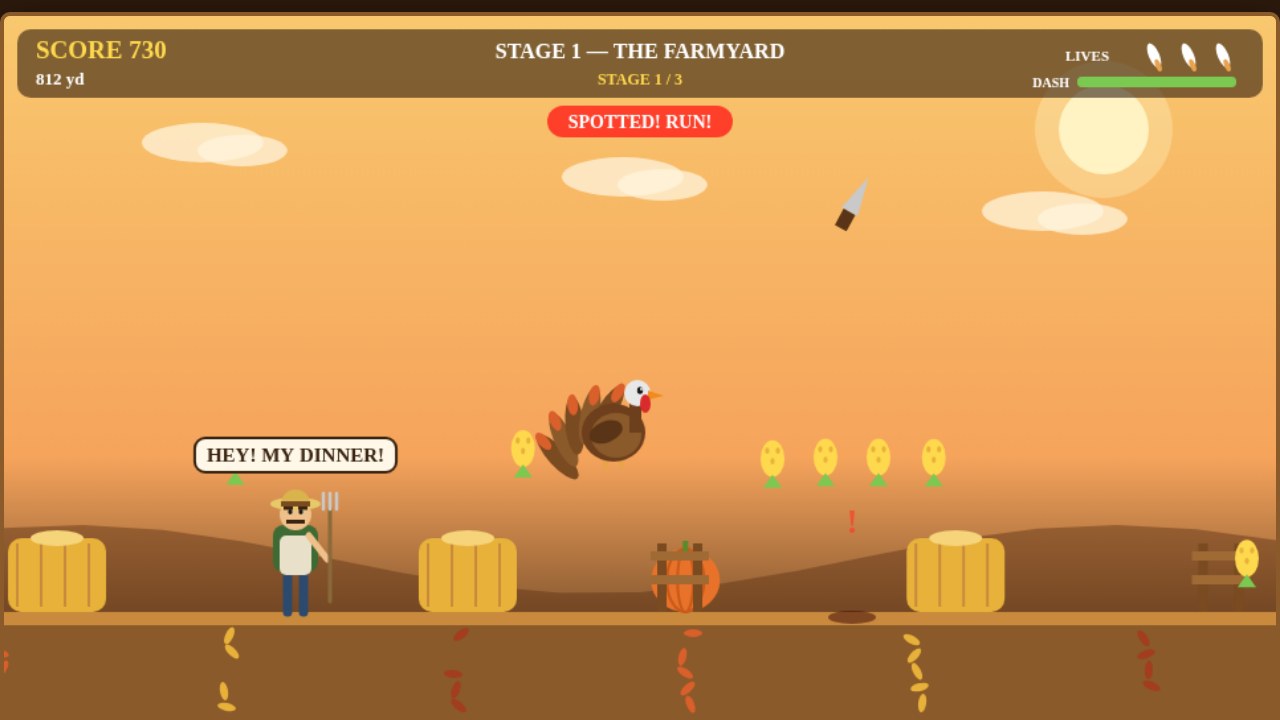 SCORE 730
812 yd
STAGE 1 — THE FARMYARD
STAGE 1 / 3
LIVES
DASH
SPOTTED! RUN!
HEY! MY DINNER!
!